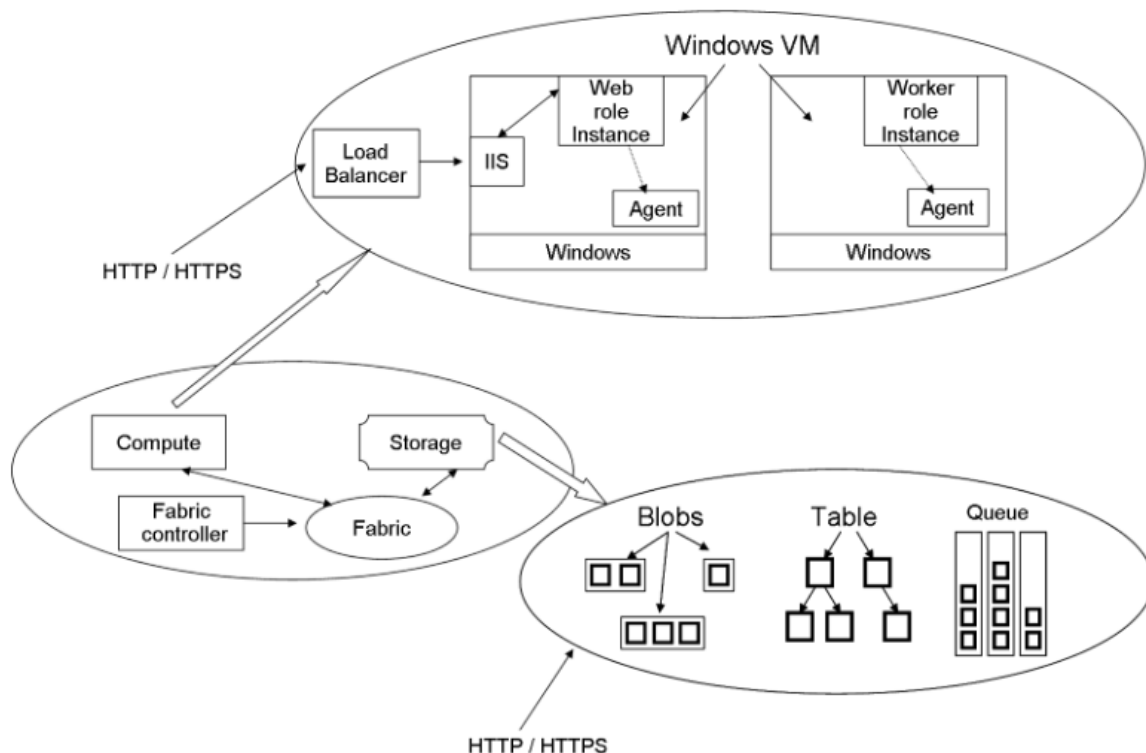 Windows VM
Web
role
Instance
Worker
role
Instance
Load
Balancer
IIS
Agent
Agent
Windows
Windows
HTTP / HTTPS
Compute
Storage
Fabric
controller
Fabric
Blobs
Table
Queue
HTTP / HTTPS